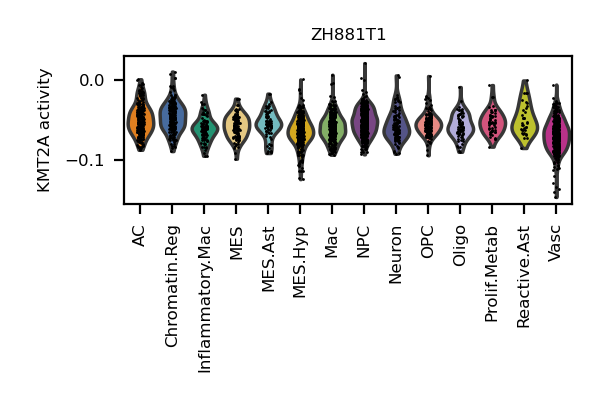 ZH881T1
KMT2A activity
0.0
−0.1
AC
Chromatin.Reg
Inflammatory.Mac
MES
MES.Ast
MES.Hyp
Mac
NPC
Neuron
OPC
Oligo
Prolif.Metab
Reactive.Ast
Vasc